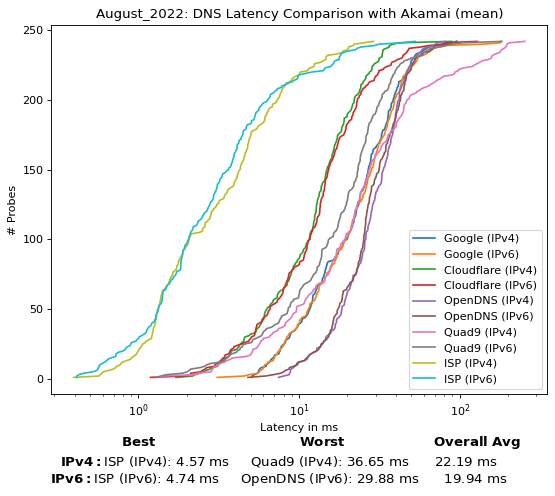 August_2022: DNS Latency Comparison with Akamai (mean)
250
200
150
100
50
0
# Probes
Google (IPv4)
Google (IPv6)
Cloudflare (IPv4)
Cloudflare (IPv6)
OpenDNS (IPv4)
OpenDNS (IPv6)
Quad9 (IPv4)
Quad9 (IPv6)
ISP (IPv4)
ISP (IPv6)
10⁰ 10¹ 10²
Latency in ms
Best Worst Overall Avg
IPv4: ISP (IPv4): 4.57 ms Quad9 (IPv4): 36.65 ms 22.19 ms
IPv6: ISP (IPv6): 4.74 ms OpenDNS (IPv6): 29.88 ms 19.94 ms